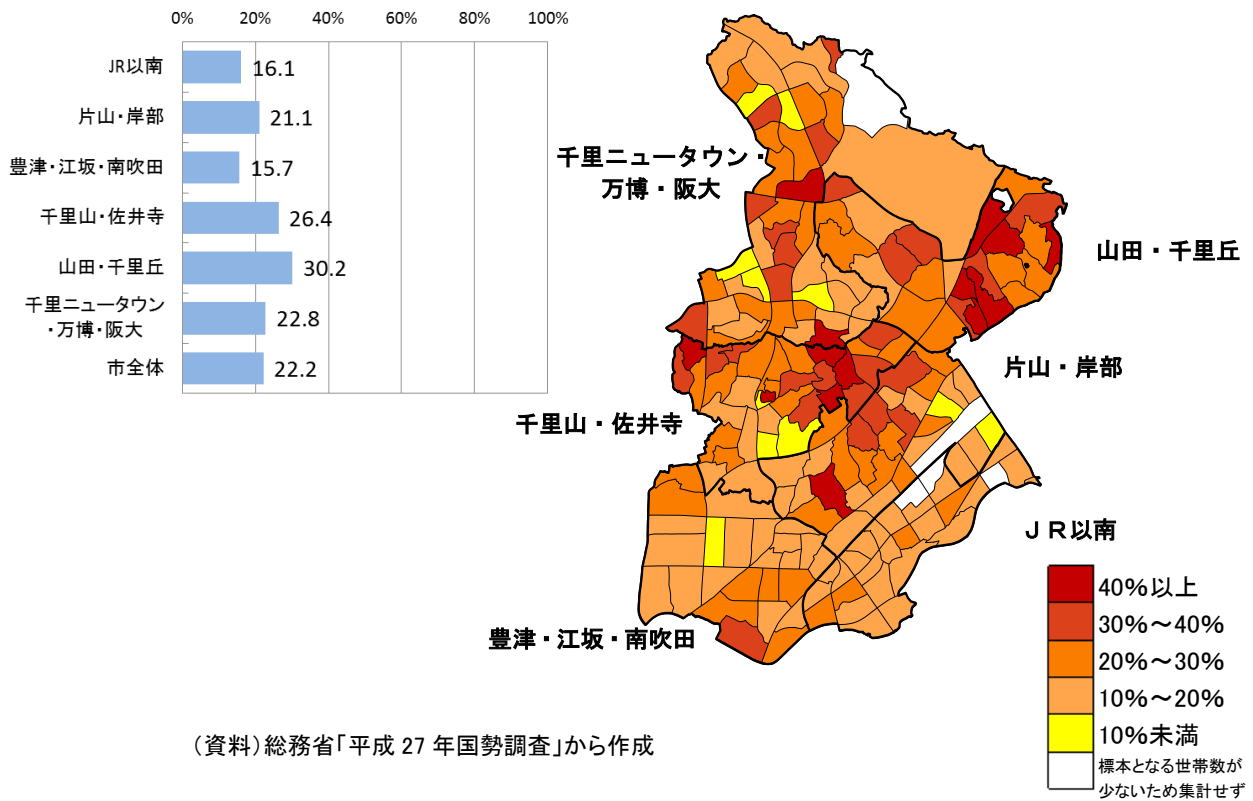 0% 20% 40% 60% 80% 100%
JR以南 16.1
片山・岸部 21.1
豊津・江坂・南吹田 15.7
千里山・佐井寺 26.4
山田・千里丘 30.2
千里ニュータウン
・万博・阪大 22.8
市全体 22.2
千里ニュータウン・
万博・阪大
山田・千里丘
片山・岸部
千里山・佐井寺
JR以南
豊津・江坂・南吹田
40%以上
30%～40%
20%～30%
10%～20%
10%未満
標本となる世帯数が
少ないため集計せず
（資料）総務省「平成 27 年国勢調査」から作成